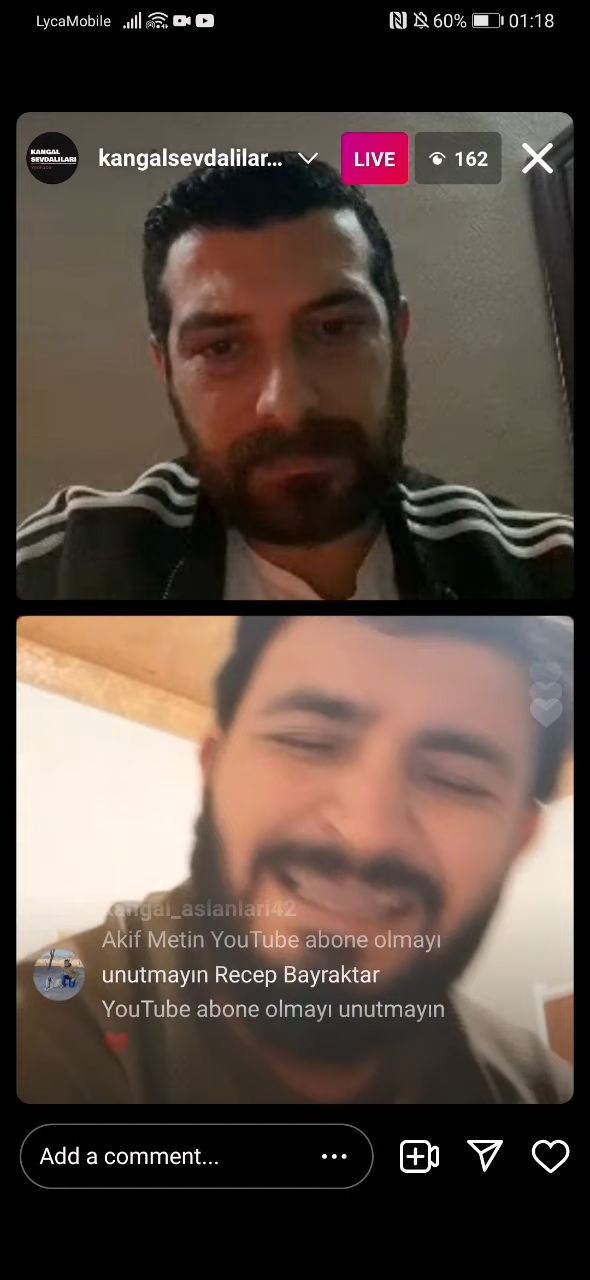 LycaMobile
60%
01:18
KANGAL
SEVDALILARI
YouTube
kangalsevdalilar...
LIVE
162
kangal_aslanlari42
Akif Metin YouTube abone olmayı
unutmayın Recep Bayraktar
YouTube abone olmayı unutmayın
Add a comment...